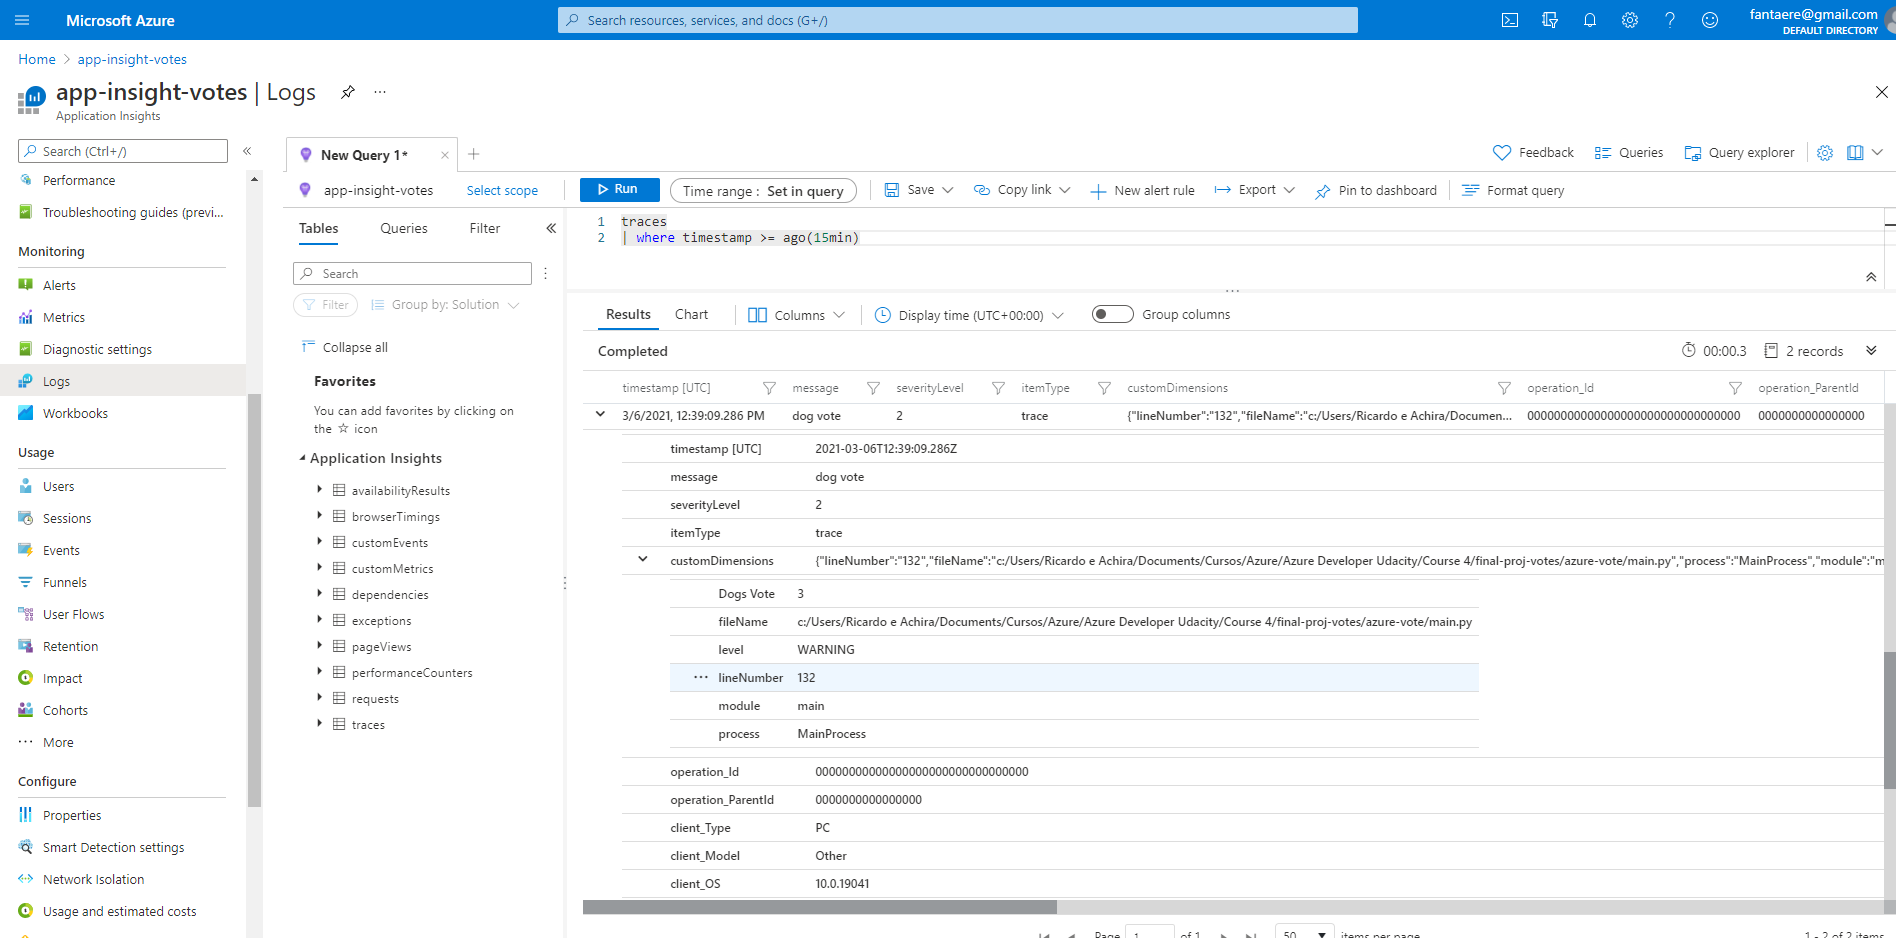 Microsoft Azure
Search resources, services, and docs (G+/)
fantaere@gmail.com
DEFAULT DIRECTORY
Home > app-insight-votes
app-insight-votes | Logs
Application Insights
Search (Ctrl+/)
Performance
Troubleshooting guides (previ...
Monitoring
Alerts
Metrics
Diagnostic settings
Logs
Workbooks
Usage
Users
Sessions
Events
Funnels
User Flows
Retention
Impact
Cohorts
More
Configure
Properties
Smart Detection settings
Network Isolation
Usage and estimated costs
New Query 1*
Feedback
Queries
Query explorer
app-insight-votes
Select scope
Run
Time range : Set in query
Save
Copy link
New alert rule
Export
Pin to dashboard
Format query
Tables
Queries
Filter
Search
Filter
Group by: Solution
Collapse all
Favorites
You can add favorites by clicking on
the ☆ icon
Application Insights
availabilityResults
browserTimings
customEvents
customMetrics
dependencies
exceptions
pageViews
performanceCounters
requests
traces
1 traces
2 | where timestamp >= ago(15min)
Results
Chart
Columns
Display time (UTC+00:00)
Group columns
Completed
00:00.3
2 records
timestamp [UTC] message severityLevel itemType customDimensions operation_Id operation_ParentId
3/6/2021, 12:39:09.286 PM dog vote 2 trace {"lineNumber":"132","fileName":"c:/Users/Ricardo e Achira/Documen... 00000000000000000000000000000000 0000000000000000
timestamp [UTC] 2021-03-06T12:39:09.286Z
message dog vote
severityLevel 2
itemType trace
customDimensions {"lineNumber":"132","fileName":"c:/Users/Ricardo e Achira/Documents/Cursos/Azure/Azure Developer Udacity/Course 4/final-proj-votes/azure-vote/main.py","process":"MainProcess","module":"m
Dogs Vote 3
fileName c:/Users/Ricardo e Achira/Documents/Cursos/Azure/Azure Developer Udacity/Course 4/final-proj-votes/azure-vote/main.py
level WARNING
... lineNumber 132
module main
process MainProcess
operation_Id 00000000000000000000000000000000
operation_ParentId 0000000000000000
client_Type PC
client_Model Other
client_OS 10.0.19041
Page 1 of 1 50 items per page
1 - 2 of 2 items